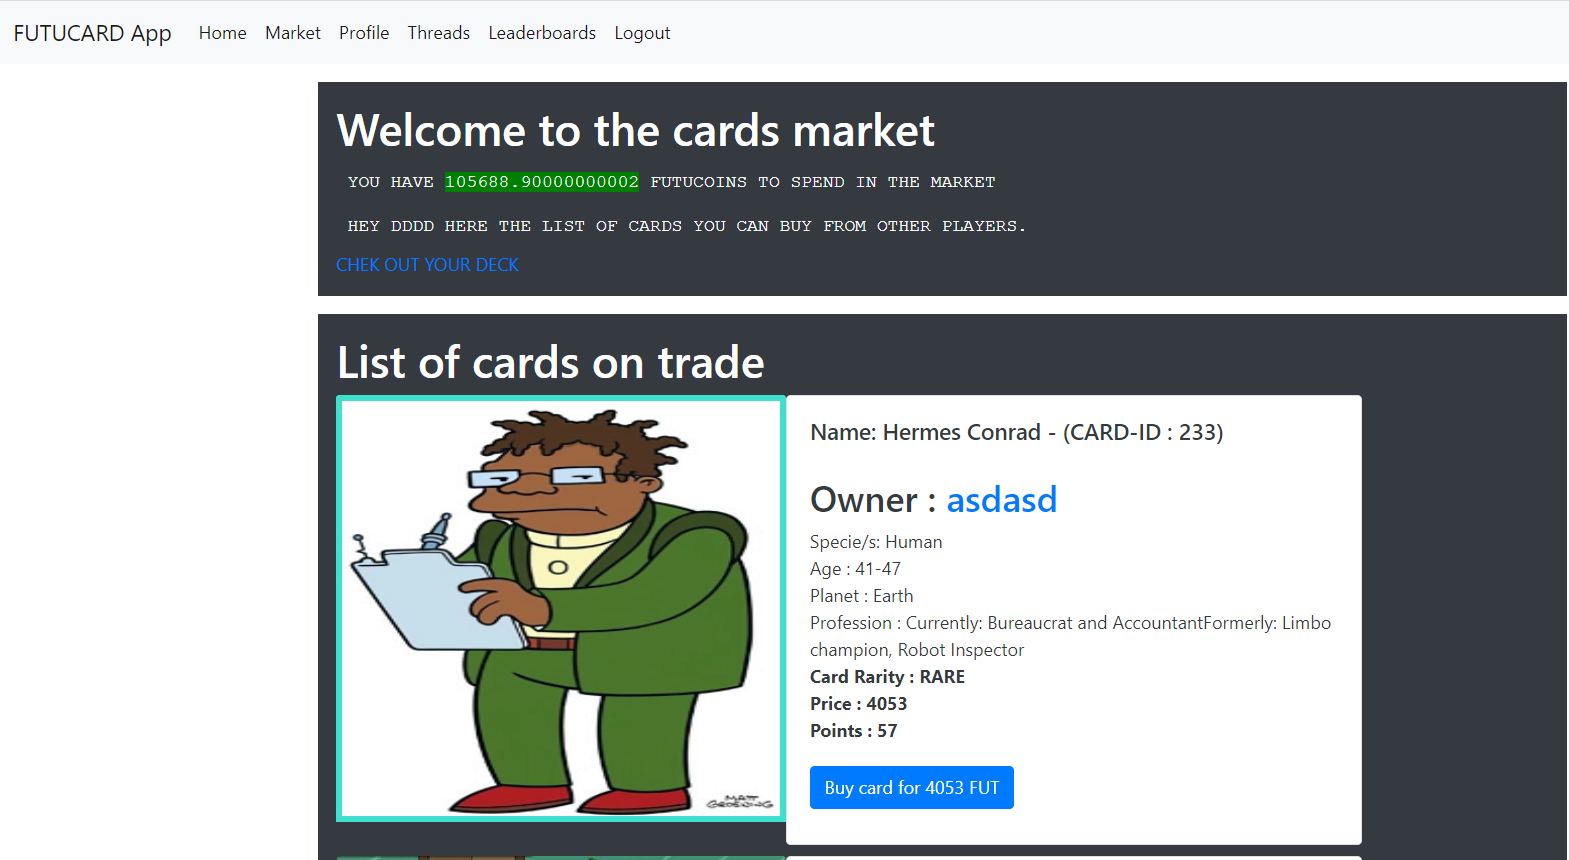 FUTUCARD App Home Market Profile Threads Leaderboards Logout
Welcome to the cards market
YOU HAVE 105688.90000000002 FUTUCOINS TO SPEND IN THE MARKET
HEY DDDD HERE THE LIST OF CARDS YOU CAN BUY FROM OTHER PLAYERS.
CHEK OUT YOUR DECK
List of cards on trade
Name: Hermes Conrad - (CARD-ID : 233)
Owner : asdasd
Specie/s: Human
Age : 41-47
Planet : Earth
Profession : Currently: Bureaucrat and AccountantFormerly: Limbo
champion, Robot Inspector
Card Rarity : RARE
Price : 4053
Points : 57
Buy card for 4053 FUT
MATT
GROENING